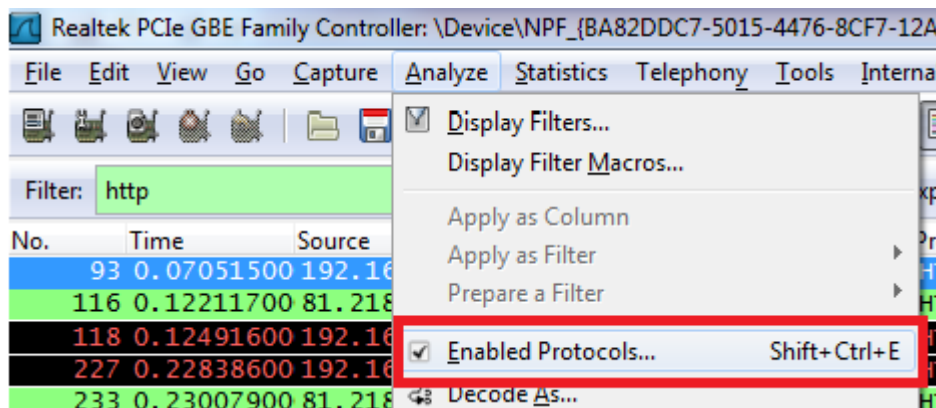 Realtek PCIe GBE Family Controller: \Device\NPF_{BA82DDC7-5015-4476-8CF7-12A
File Edit View Go Capture Analyze Statistics Telephony Tools Interna
Display Filters...
Display Filter Macros...
Filter: http
Apply as Column
No. Time Source
Apply as Filter
93 0.07051500 192.16
Prepare a Filter
116 0.12211700 81.218
118 0.12491600 192.16
Enabled Protocols... Shift+Ctrl+E
227 0.22838600 192.16
233 0.23007900 81.218
Decode As...